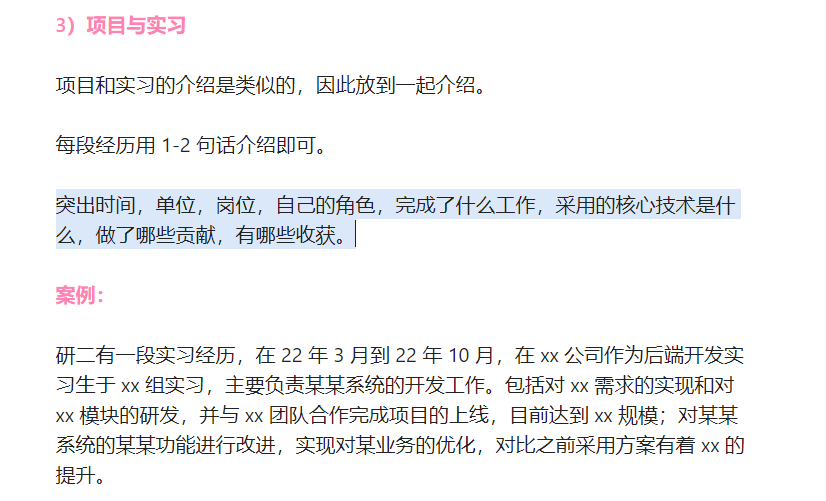 3）项目与实习
项目和实习的介绍是类似的，因此放到一起介绍。
每段经历用 1-2 句话介绍即可。
突出时间，单位，岗位，自己的角色，完成了什么工作，采用的核心技术是什
么，做了哪些贡献，有哪些收获。
案例：
研二有一段实习经历，在 22 年 3 月到 22 年 10 月，在 xx 公司作为后端开发实
习生于 xx 组实习，主要负责某某系统的开发工作。包括对 xx 需求的实现和对
xx 模块的研发，并与 xx 团队合作完成项目的上线，目前达到 xx 规模；对某某
系统的某某功能进行改进，实现对某业务的优化，对比之前采用方案有着 xx 的
提升。